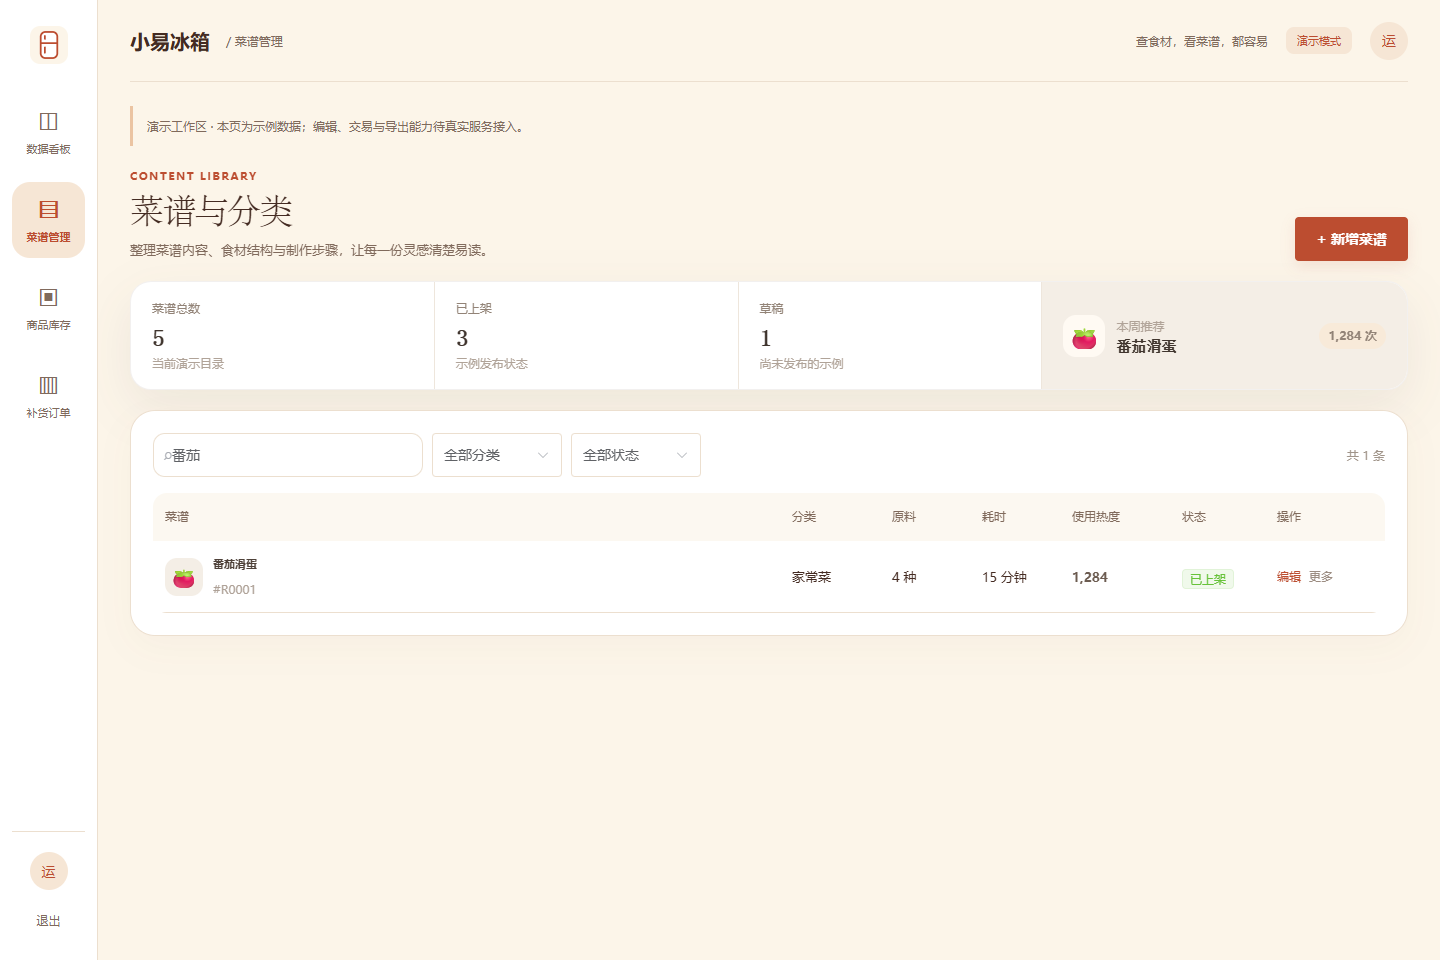 小易冰箱 / 菜谱管理
查食材，看菜谱，都容易
演示模式
运
数据看板
菜谱管理
商品库存
补货订单
运
退出
演示工作区 · 本页为示例数据；编辑、交易与导出能力待真实服务接入。
CONTENT LIBRARY
菜谱与分类
整理菜谱内容、食材结构与制作步骤，让每一份灵感清楚易读。
+ 新增菜谱
菜谱总数
5
当前演示目录
已上架
3
示例发布状态
草稿
1
尚未发布的示例
本周推荐
番茄滑蛋
1,284 次
番茄
全部分类
全部状态
共 1 条
菜谱 分类 原料 耗时 使用热度 状态 操作
番茄滑蛋
#R0001
家常菜 4 种 15 分钟 1,284 已上架 编辑 更多